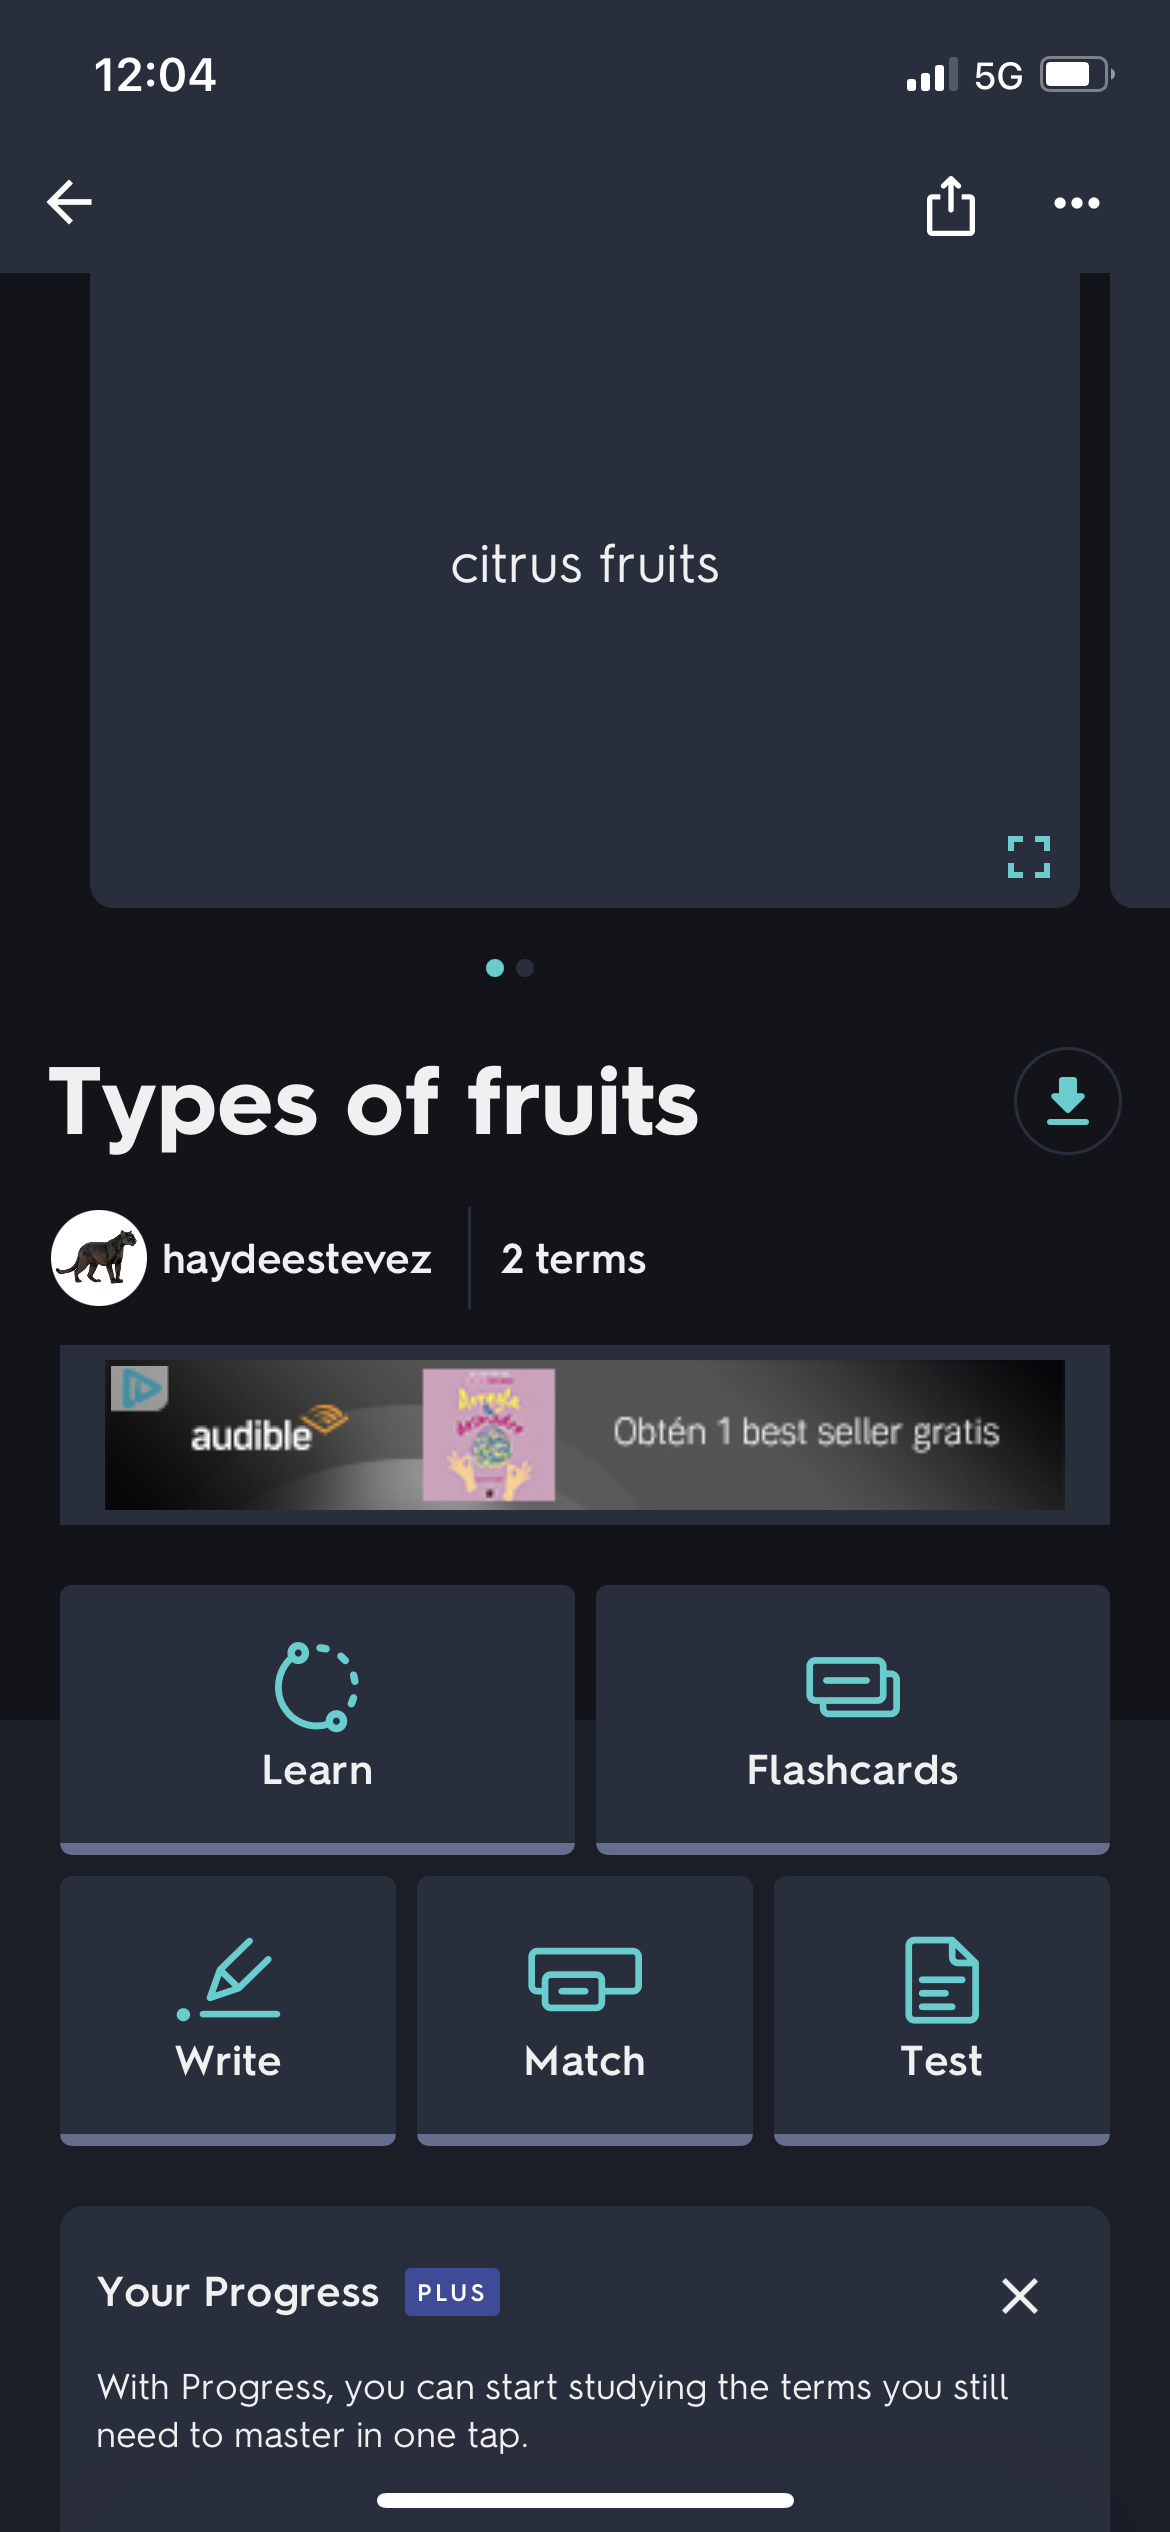 12:04
5G
citrus fruits
Types of fruits
haydeestevez
2 terms
audible
Arregla
Obtén 1 best seller gratis
Learn
Flashcards
Write
Match
Test
Your Progress PLUS
With Progress, you can start studying the terms you still
need to master in one tap.